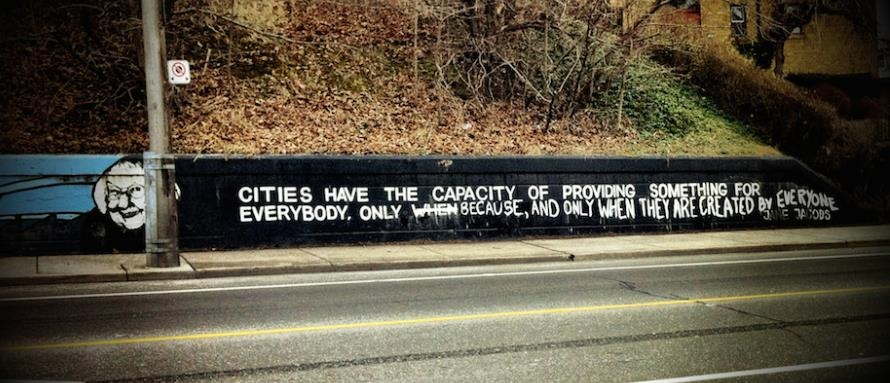 CITIES HAVE THE CAPACITY OF PROVIDING SOMETHING FOR
EVERYBODY, ONLY WHEN BECAUSE, AND ONLY WHEN THEY ARE CREATED BY EVERYONE
JANE JACOBS